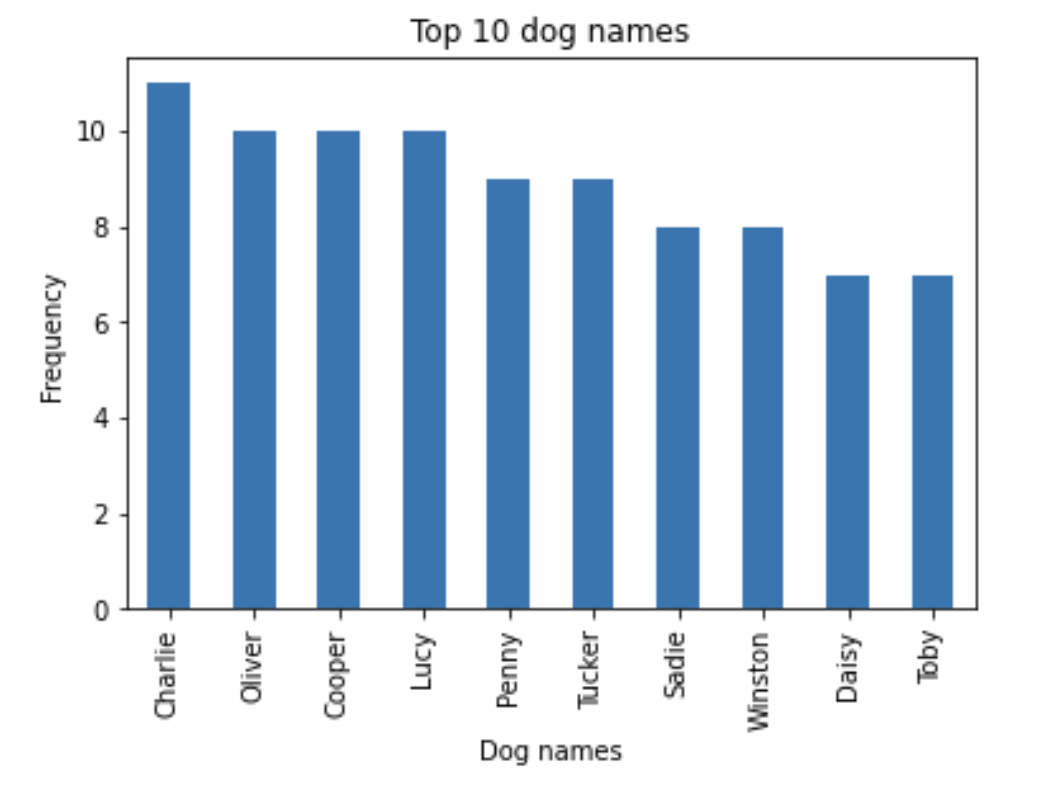 Top 10 dog names
Frequency
10
8
6
4
2
0
Charlie
Oliver
Cooper
Lucy
Penny
Tucker
Sadie
Winston
Daisy
Toby
Dog names